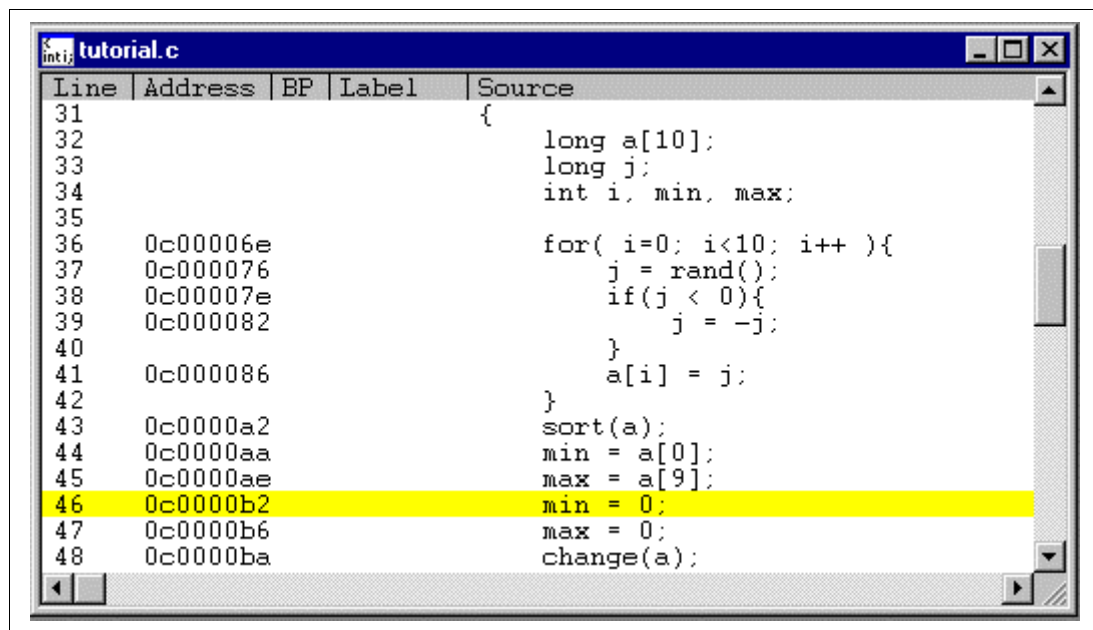 tutorial.c
Line Address BP Label Source
31 {
32 long a[10];
33 long j;
34 int i, min, max;
35
36 0c00006e for( i=0; i<10; i++ ){
37 0c000076 j = rand();
38 0c00007e if(j < 0){
39 0c000082 j = -j;
40 }
41 0c000086 a[i] = j;
42 }
43 0c0000a2 sort(a);
44 0c0000aa min = a[0];
45 0c0000ae max = a[9];
46 0c0000b2 min = 0;
47 0c0000b6 max = 0;
48 0c0000ba change(a);